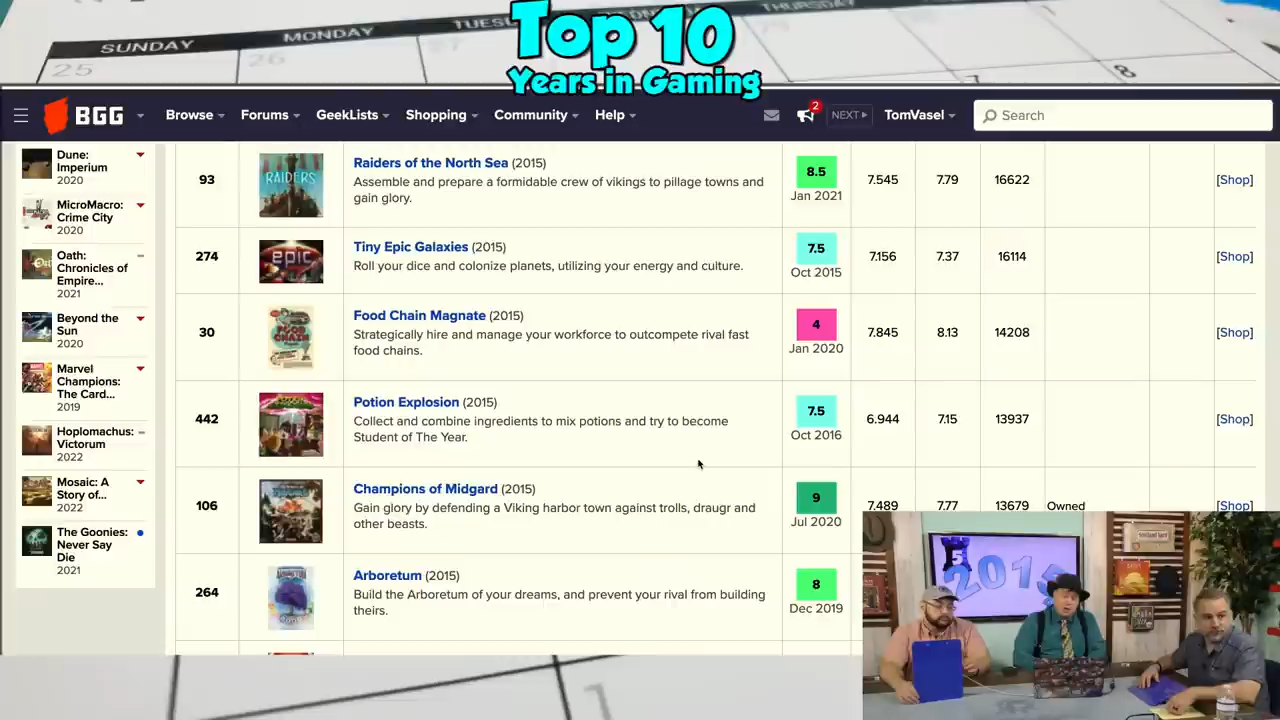 Top 10
Years in Gaming
SUNDAY
MONDAY
THURSDAY
25
26
27
8
BGG
Browse
Forums
GeekLists
Shopping
Community
Help
2
NEXT
TomVasel
Search
Dune:
Imperium
2020
MicroMacro:
Crime City
2020
Oath:
Chronicles of
Empire...
2021
Beyond the
Sun
2020
Marvel
Champions:
The Card...
2019
Hoplomachus:
Victorum
2022
Mosaic: A
Story of...
2022
The Goonies:
Never Say
Die
2021
93
RAIDERS
Raiders of the North Sea (2015)
Assemble and prepare a formidable crew of vikings to pillage towns and
gain glory.
8.5
Jan 2021
7.545
7.79
16622
[Shop]
274
epic
Tiny Epic Galaxies (2015)
Roll your dice and colonize planets, utilizing your energy and culture.
7.5
Oct 2015
7.156
7.37
16114
[Shop]
30
FOOD
CHAIN
Food Chain Magnate (2015)
Strategically hire and manage your workforce to outcompete rival fast
food chains.
4
Jan 2020
7.845
8.13
14208
[Shop]
442
Potion Explosion (2015)
Collect and combine ingredients to mix potions and try to become
Student of The Year.
7.5
Oct 2016
6.944
7.15
13937
[Shop]
106
Champions of Midgard (2015)
Gain glory by defending a Viking harbor town against trolls, draugr and
other beasts.
9
Jul 2020
7.489
7.77
13679
Owned
[Shop]
264
Arboretum (2015)
Build the Arboretum of your dreams, and prevent your rival from building
theirs.
8
Dec 2019
5
2015
1